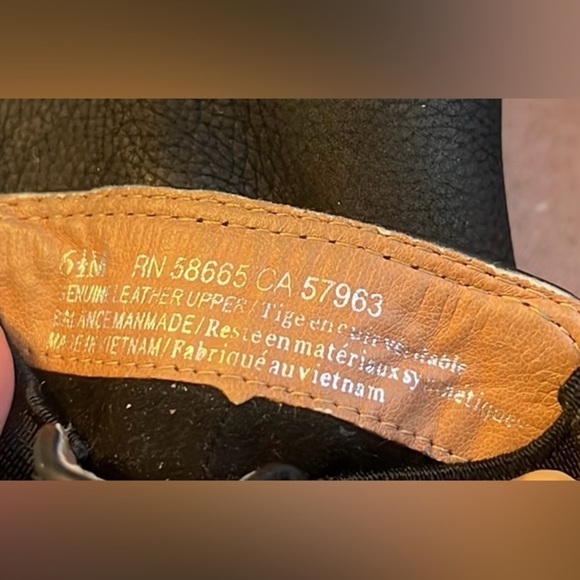 6½M RN 58665 CA 57963
GENUINE LEATHER UPPER / Tige en cuir véritable
BALANCE MANMADE / Reste en matériaux synthétiques
MADE IN VIETNAM / Fabriqué au vietnam